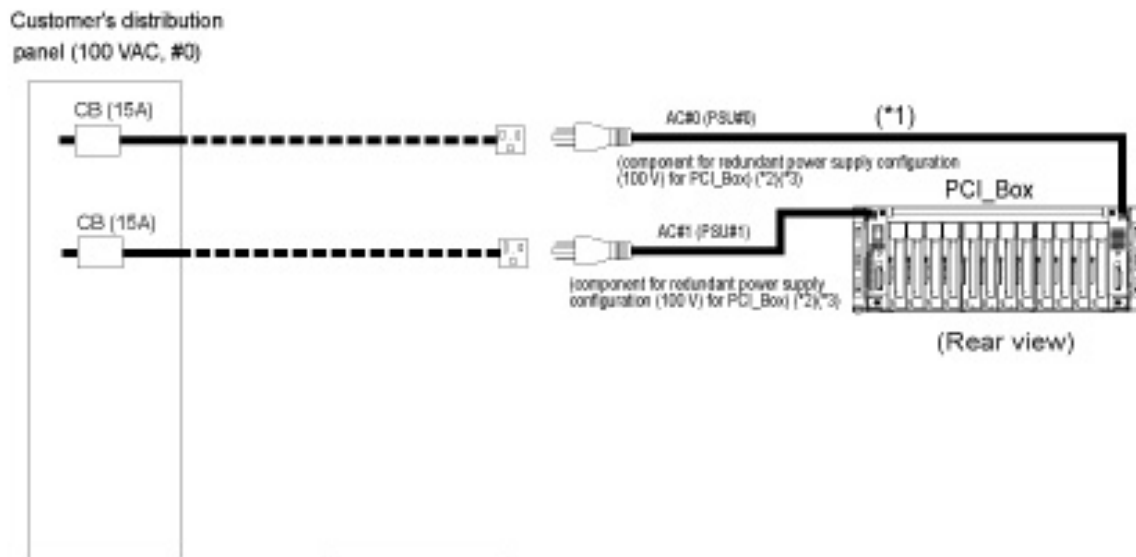 Customer's distribution
panel (100 VAC, #0)
CB (15A)
AC#0 (PSU#0)
(*1)
(component for redundant power supply configuration
(100 V) for PCI_Box) (*2)(*3)
PCI_Box
CB (15A)
AC#1 (PSU#1)
(component for redundant power supply
configuration (100 V) for PCI_Box) (*2)(*3)
(Rear view)